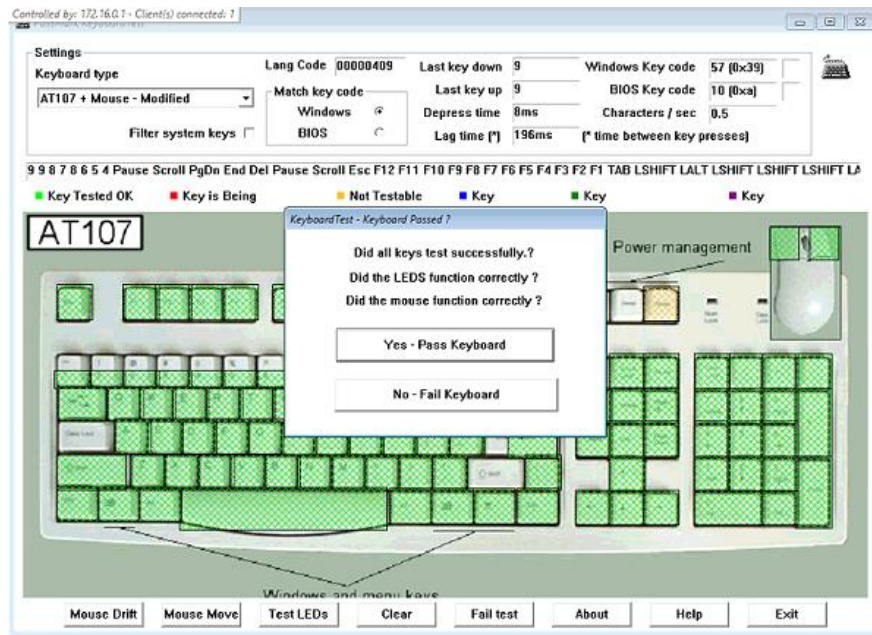 Controlled by: 172.16.0.1 - Client(s) connected: 1
Settings
Keyboard type
AT107 + Mouse - Modified
Filter system keys
Lang Code 00000409
Match key code
Windows
BIOS
Last key down 9
Last key up 9
Depress time 8ms
Lag time (*) 196ms
Windows Key code 57 (0x39)
BIOS Key code 10 (0xa)
Characters / sec 0.5
(* time between key presses)
9 9 8 7 8 6 5 4 Pause Scroll PgDn End Del Pause Scroll Esc F12 F11 F10 F9 F8 F7 F6 F5 F4 F3 F2 F1 TAB LSHIFT LALT LSHIFT LSHIFT LSHIFT LA
Key Tested OK
Key is Being
Not Testable
Key
Key
Key
AT107
Power management
KeyboardTest - Keyboard Passed ?
Did all keys test successfully.?
Did the LEDS function correctly ?
Did the mouse function correctly ?
Yes - Pass Keyboard
No - Fail Keyboard
Windows and menu keys
Mouse Drift
Mouse Move
Test LEDs
Clear
Fail test
About
Help
Exit